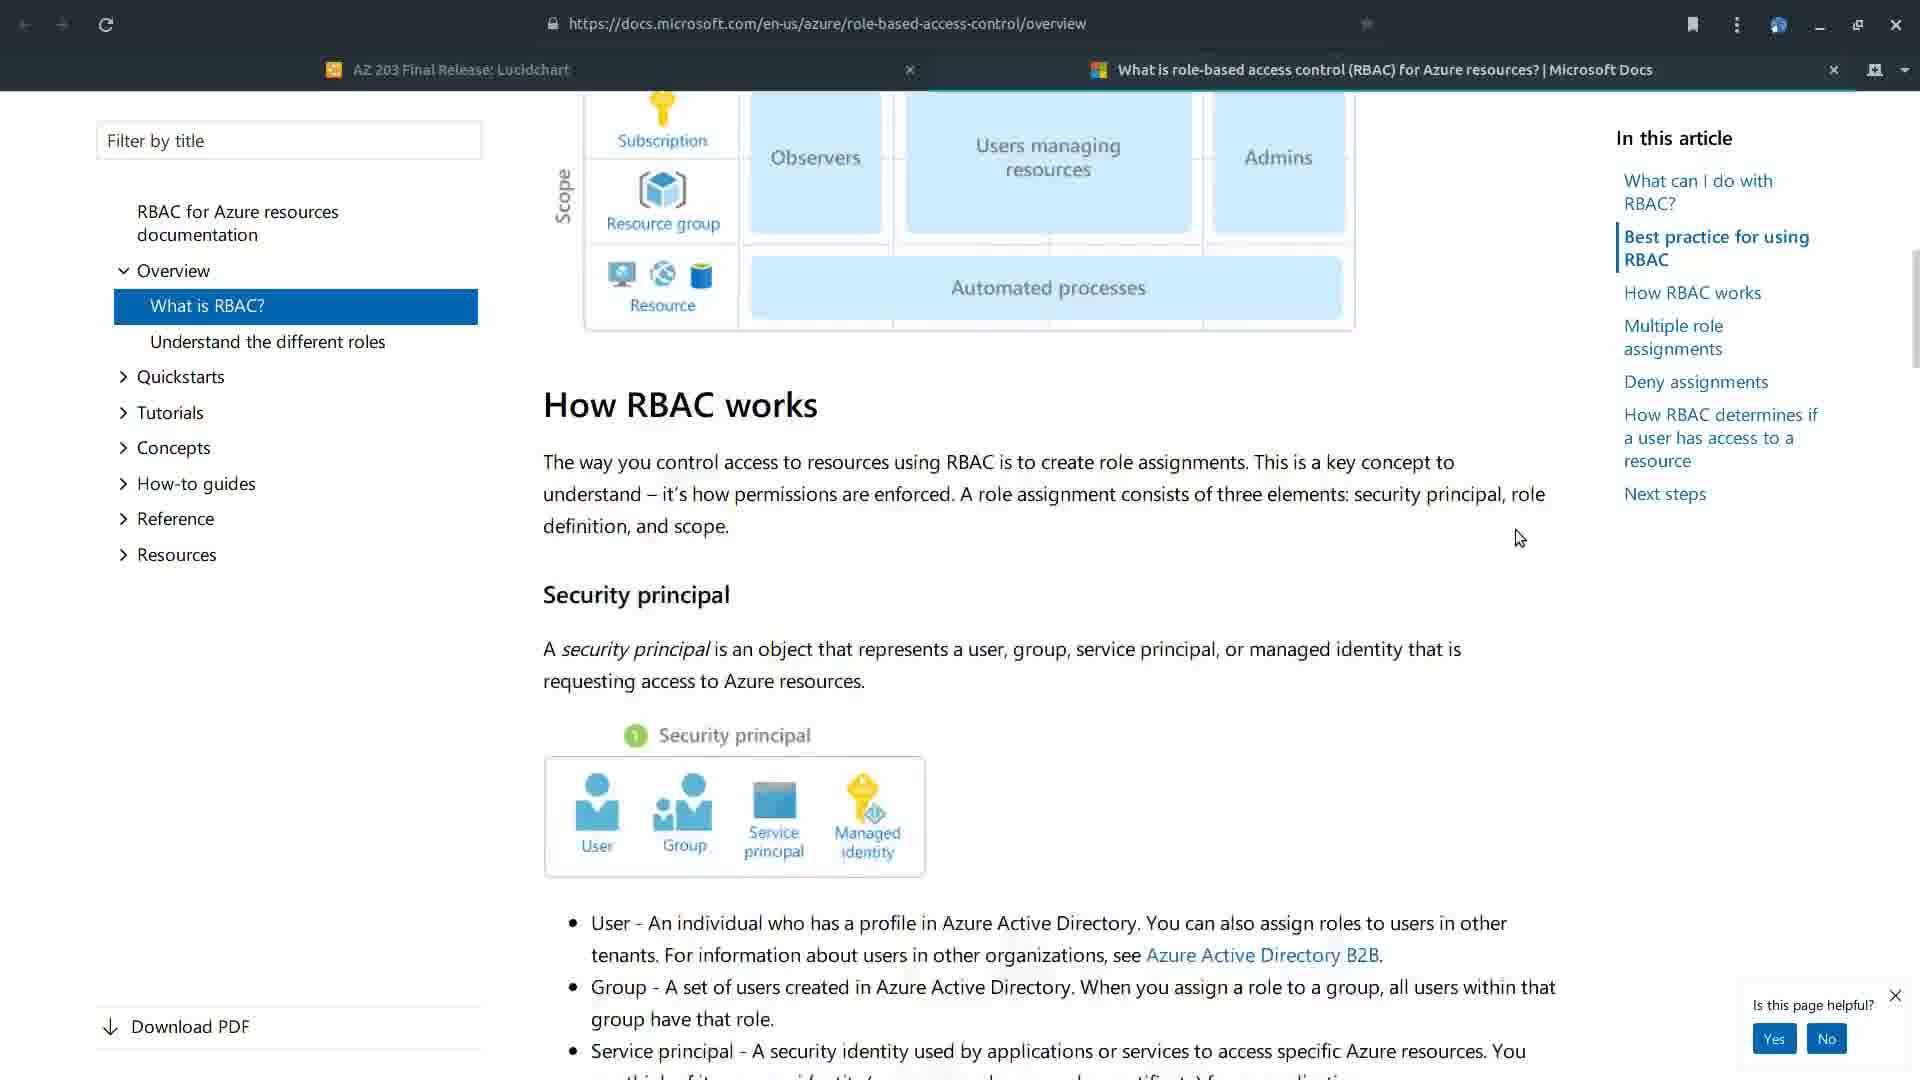 https://docs.microsoft.com/en-us/azure/role-based-access-control/overview
AZ 203 Final Release: Lucidchart
What is role-based access control (RBAC) for Azure resources? | Microsoft Docs
Filter by title
RBAC for Azure resources
documentation
Overview
What is RBAC?
Understand the different roles
Quickstarts
Tutorials
Concepts
How-to guides
Reference
Resources
Download PDF
Scope
Subscription
Observers
Users managing
resources
Admins
Resource group
Resource
Automated processes
How RBAC works
The way you control access to resources using RBAC is to create role assignments. This is a key concept to
understand – it's how permissions are enforced. A role assignment consists of three elements: security principal, role
definition, and scope.
Security principal
A security principal is an object that represents a user, group, service principal, or managed identity that is
requesting access to Azure resources.
1 Security principal
User
Group
Service
principal
Managed
identity
User - An individual who has a profile in Azure Active Directory. You can also assign roles to users in other
tenants. For information about users in other organizations, see Azure Active Directory B2B.
Group - A set of users created in Azure Active Directory. When you assign a role to a group, all users within that
group have that role.
Service principal - A security identity used by applications or services to access specific Azure resources. You
In this article
What can I do with
RBAC?
Best practice for using
RBAC
How RBAC works
Multiple role
assignments
Deny assignments
How RBAC determines if
a user has access to a
resource
Next steps
Is this page helpful?
Yes
No